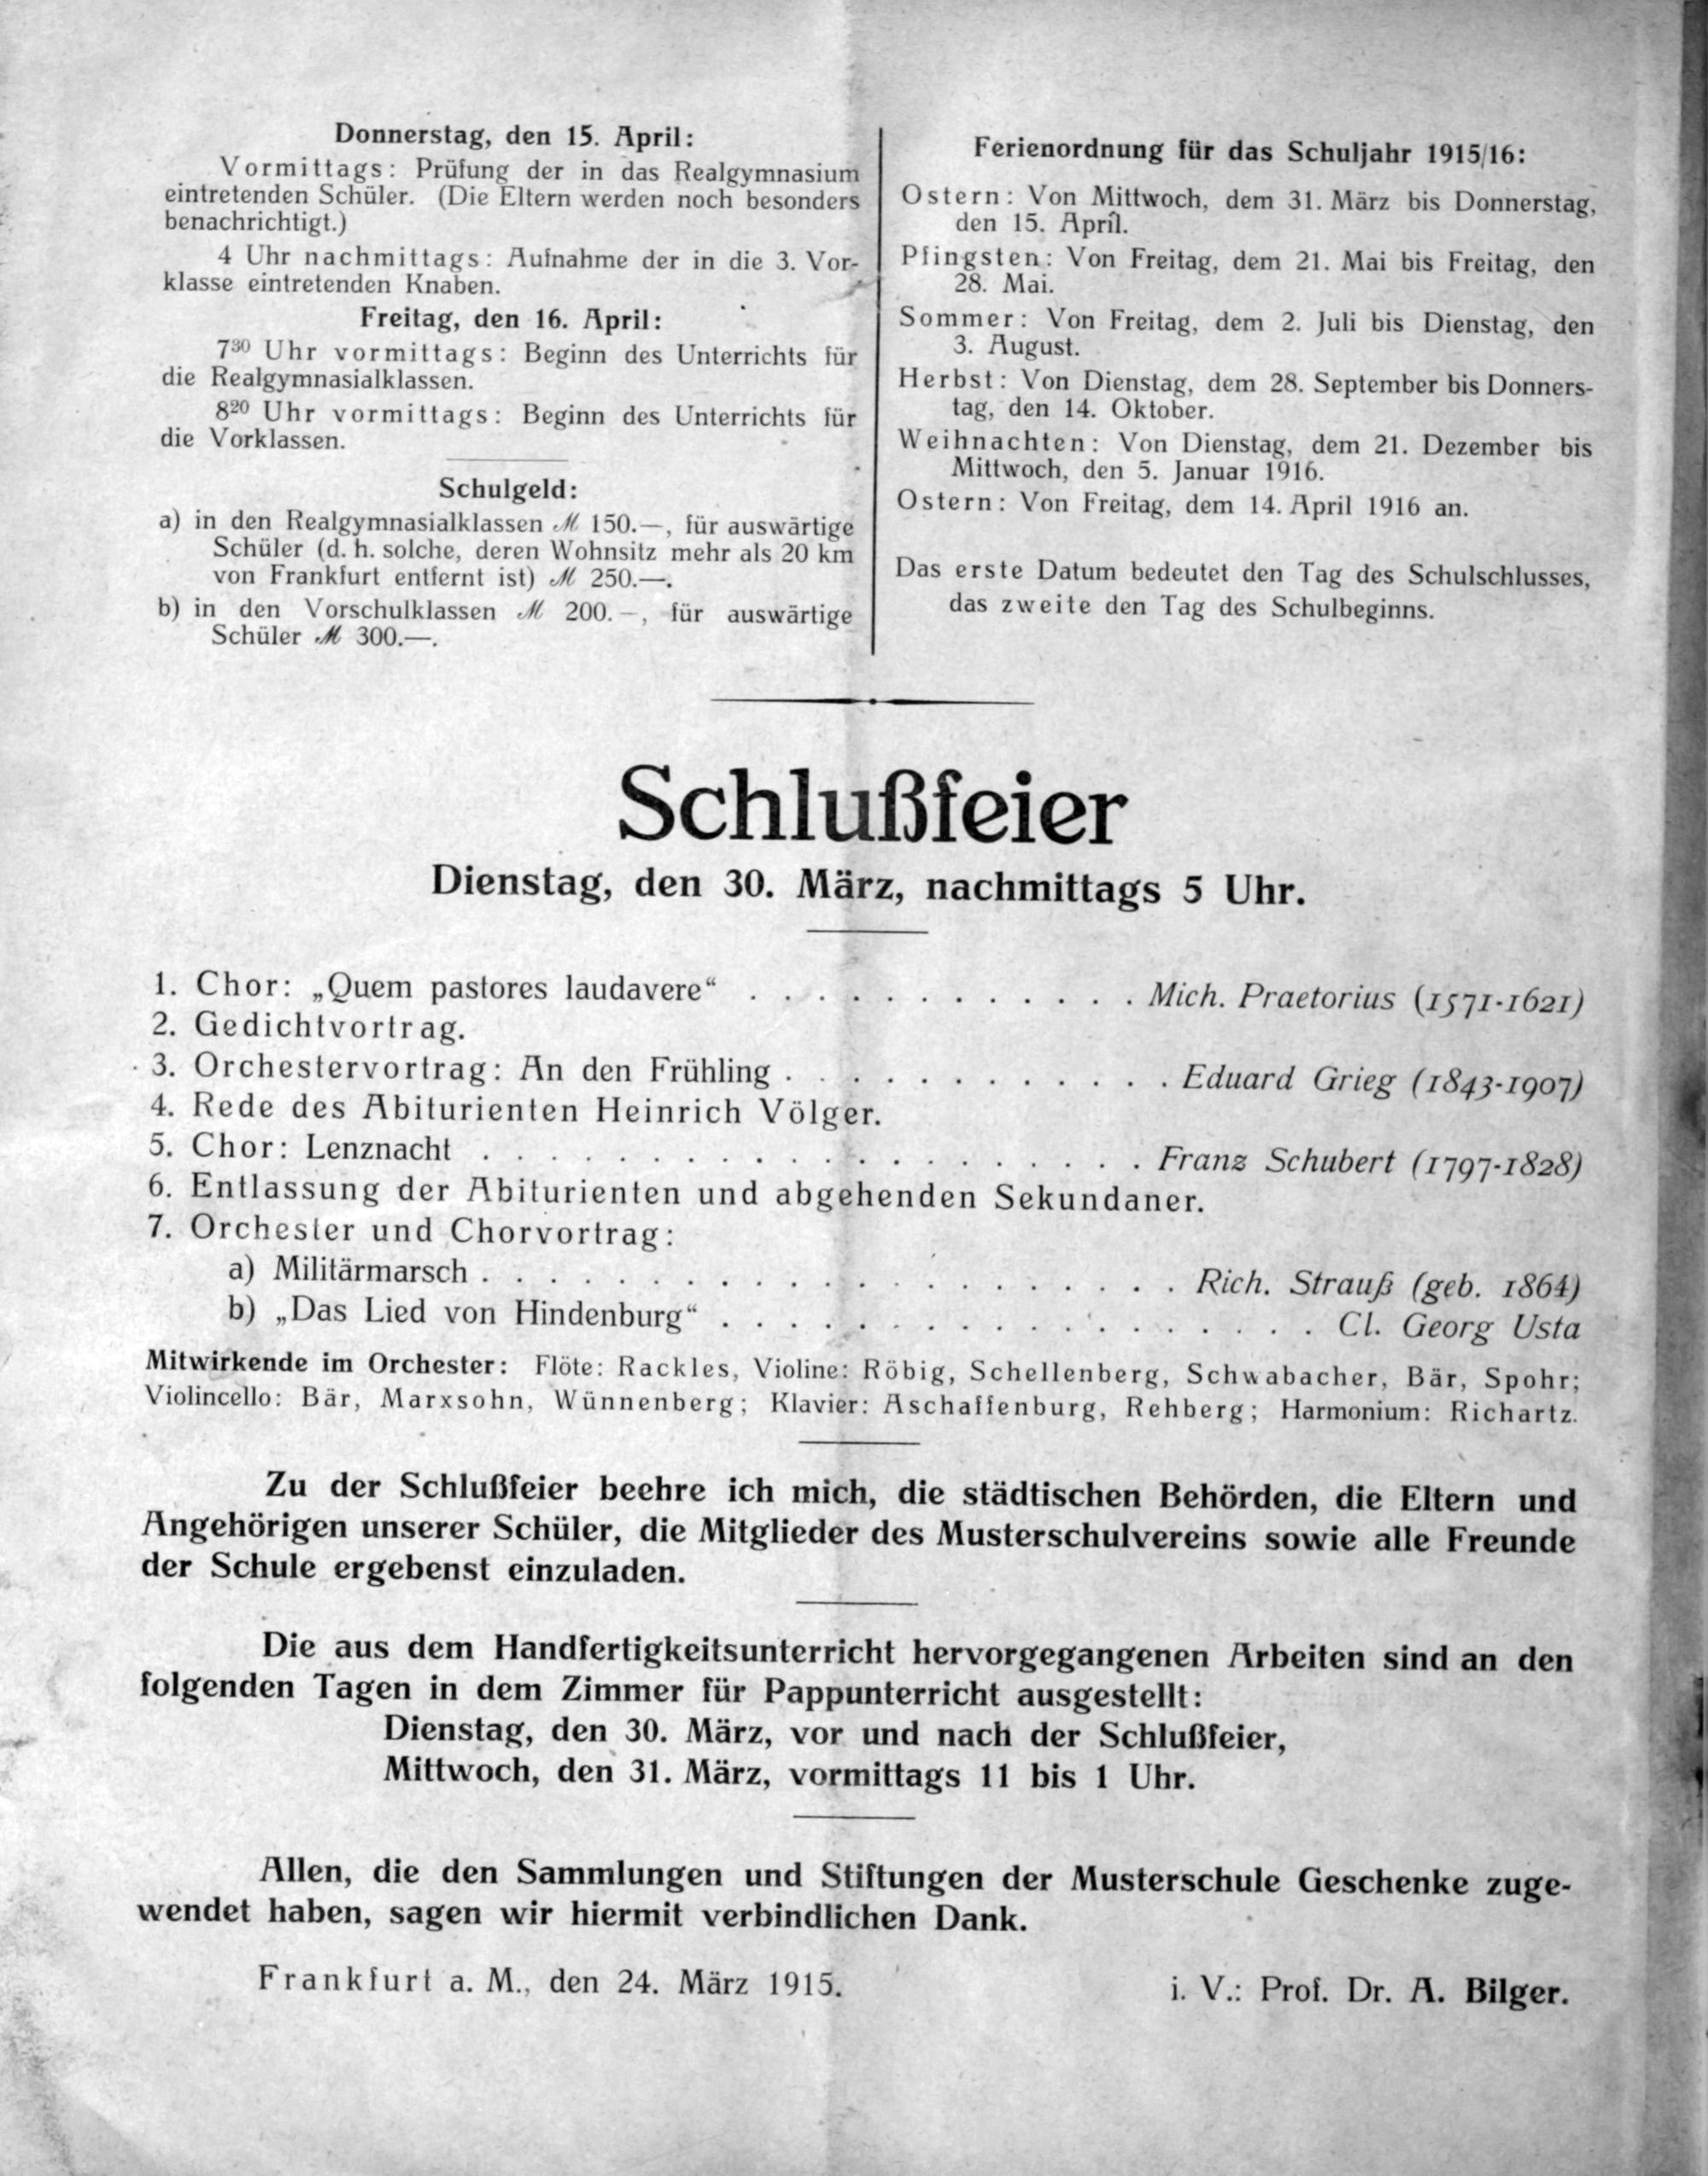 Donnerstag, den 15. April:
Vormittags: Prüfung der in das Realgymnasium
eintretenden Schüler. (Die Eltern werden noch besonders
benachrichtigt.)
4 Uhr nachmittags: Aufnahme der in die 3. Vor-
klasse eintretenden Knaben.
Freitag, den 16. April:
7³⁰ Uhr vormittags: Beginn des Unterrichts für
die Realgymnasialklassen.
8²⁰ Uhr vormittags: Beginn des Unterrichts für
die Vorklassen.
Schulgeld:
a) in den Realgymnasialklassen ℳ 150.—, für auswärtige
Schüler (d. h. solche, deren Wohnsitz mehr als 20 km
von Frankfurt entfernt ist) ℳ 250.—.
b) in den Vorschulklassen ℳ 200.–, für auswärtige
Schüler ℳ 300.—.
Ferienordnung für das Schuljahr 1915/16:
Ostern: Von Mittwoch, dem 31. März bis Donnerstag,
den 15. April.
Pfingsten: Von Freitag, dem 21. Mai bis Freitag, den
28. Mai.
Sommer: Von Freitag, dem 2. Juli bis Dienstag, den
3. August.
Herbst: Von Dienstag, dem 28. September bis Donners-
tag, den 14. Oktober.
Weihnachten: Von Dienstag, dem 21. Dezember bis
Mittwoch, den 5. Januar 1916.
Ostern: Von Freitag, dem 14. April 1916 an.
Das erste Datum bedeutet den Tag des Schulschlusses,
das zweite den Tag des Schulbeginns.
Schlußfeier
Dienstag, den 30. März, nachmittags 5 Uhr.
1. Chor: „Quem pastores laudavere“ . . . . . . . . . . . . Mich. Praetorius (1571-1621)
2. Gedichtvortrag.
3. Orchestervortrag: An den Frühling . . . . . . . . . . . . Eduard Grieg (1843-1907)
4. Rede des Abiturienten Heinrich Völger.
5. Chor: Lenznacht . . . . . . . . . . . . . . . . . . . . Franz Schubert (1797-1828)
6. Entlassung der Abiturienten und abgehenden Sekundaner.
7. Orchester und Chorvortrag:
a) Militärmarsch . . . . . . . . . . . . . . . . . . . . . Rich. Strauß (geb. 1864)
b) „Das Lied von Hindenburg“ . . . . . . . . . . . . . . . . . . Cl. Georg Usta
Mitwirkende im Orchester: Flöte: Rackles, Violine: Röbig, Schellenberg, Schwabacher, Bär, Spohr;
Violincello: Bär, Marxsohn, Wünnenberg; Klavier: Aschaffenburg, Rehberg; Harmonium: Richartz.
Zu der Schlußfeier beehre ich mich, die städtischen Behörden, die Eltern und
Angehörigen unserer Schüler, die Mitglieder des Musterschulvereins sowie alle Freunde
der Schule ergebenst einzuladen.
Die aus dem Handfertigkeitsunterricht hervorgegangenen Arbeiten sind an den
folgenden Tagen in dem Zimmer für Pappunterricht ausgestellt:
Dienstag, den 30. März, vor und nach der Schlußfeier,
Mittwoch, den 31. März, vormittags 11 bis 1 Uhr.
Allen, die den Sammlungen und Stiftungen der Musterschule Geschenke zuge-
wendet haben, sagen wir hiermit verbindlichen Dank.
Frankfurt a. M., den 24. März 1915.
i. V.: Prof. Dr. A. Bilger.